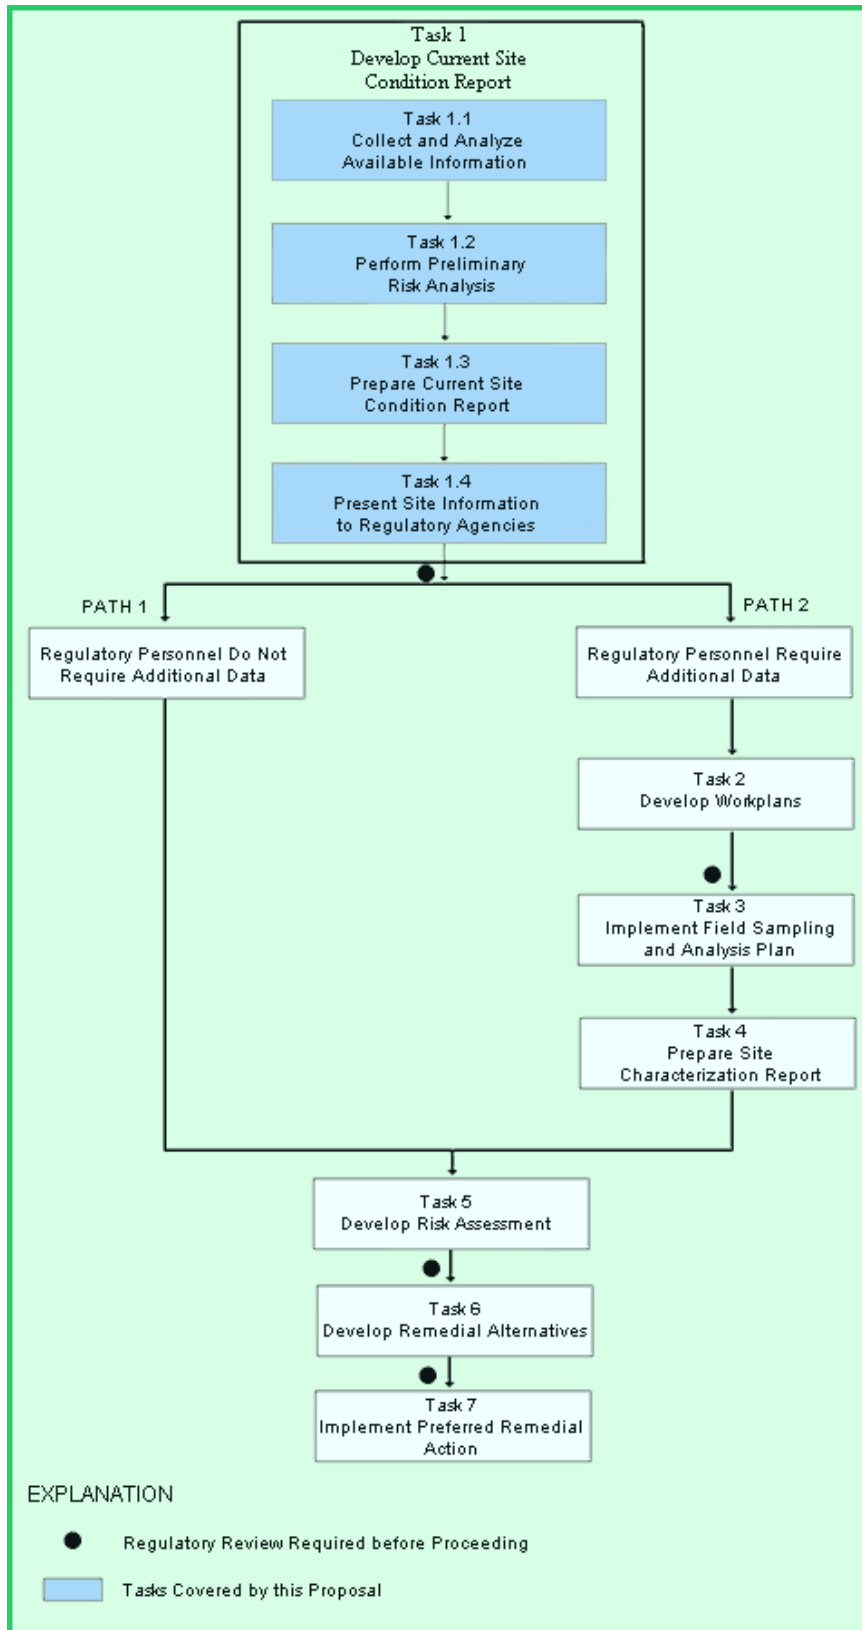 Task 1
Develop Current Site
Condition Report
Task 1.1
Collect and Analyze
Available Information
Task 1.2
Perform Preliminary
Risk Analysis
Task 1.3
Prepare Current Site
Condition Report
Task 1.4
Present Site Information
to Regulatory Agencies
PATH 1
PATH 2
Regulatory Personnel Do Not
Require Additional Data
Regulatory Personnel Require
Additional Data
Task 2
Develop Workplans
Task 3
Implement Field Sampling
and Analysis Plan
Task 4
Prepare Site
Characterization Report
Task 5
Develop Risk Assessment
Task 6
Develop Remedial Alternatives
Task 7
Implement Preferred Remedial
Action
EXPLANATION
Regulatory Review Required before Proceeding
Tasks Covered by this Proposal